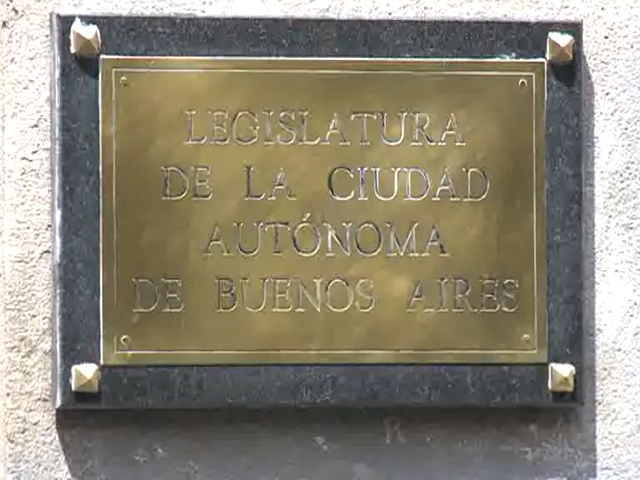 LEGISLATURA
DE LA CIUDAD
AUTÓNOMA
DE BUENOS AIRES